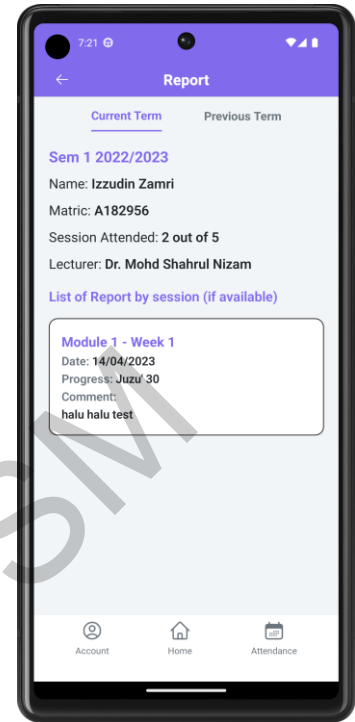 7:21
Report
Current Term Previous Term
Sem 1 2022/2023
Name: Izzudin Zamri
Matric: A182956
Session Attended: 2 out of 5
Lecturer: Dr. Mohd Shahrul Nizam
List of Report by session (if available)
Module 1 - Week 1
Date: 14/04/2023
Progress: Juzu' 30
Comment:
halu halu test
SM
Account Home Attendance